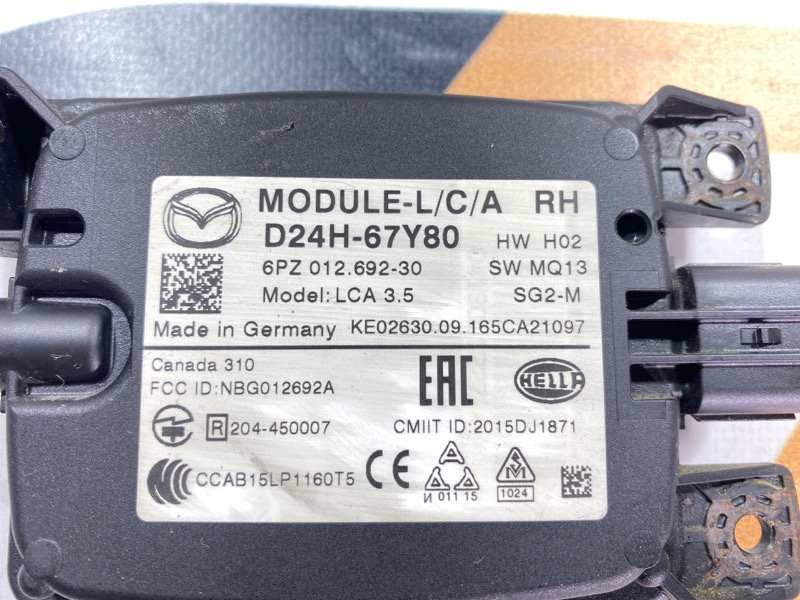 MODULE-L/C/A RH
D24H-67Y80 HW H02
6PZ 012.692-30 SW MQ13
Model: LCA 3.5 SG2-M
Made in Germany KE02630.09.165CA21097
Canada 310
FCC ID:NBG012692A
EAC HELLA
R 204-450007 CMIIT ID:2015DJ1871
CCAB15LP1160T5 CE
И 011 15 1024